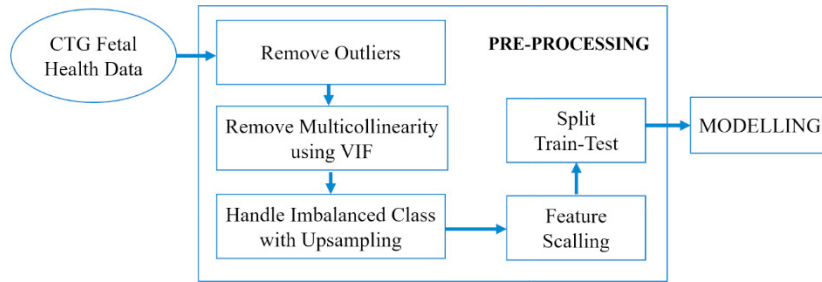 CTG Fetal
Health Data
Remove Outliers
PRE-PROCESSING
Remove Multicollinearity
using VIF
Handle Imbalanced Class
with Upsampling
Feature
Scalling
Split
Train-Test
MODELLING